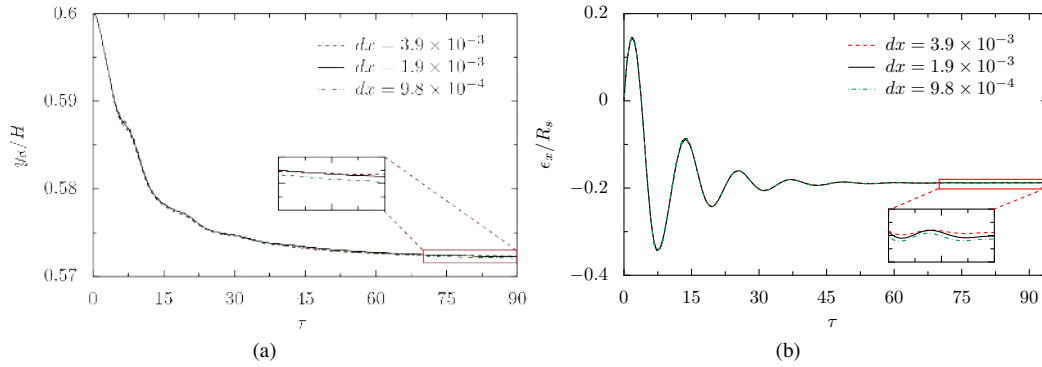 0.6
0.59
0.58
0.57
y_d/H
dx = 3.9 × 10^{-3}
dx = 1.9 × 10^{-3}
dx = 9.8 × 10^{-4}
0 15 30 45 60 75 90
τ
(a)
0.2
0
−0.2
−0.4
ϵ_x/R_s
dx = 3.9 × 10^{-3}
dx = 1.9 × 10^{-3}
dx = 9.8 × 10^{-4}
0 15 30 45 60 75 90
τ
(b)